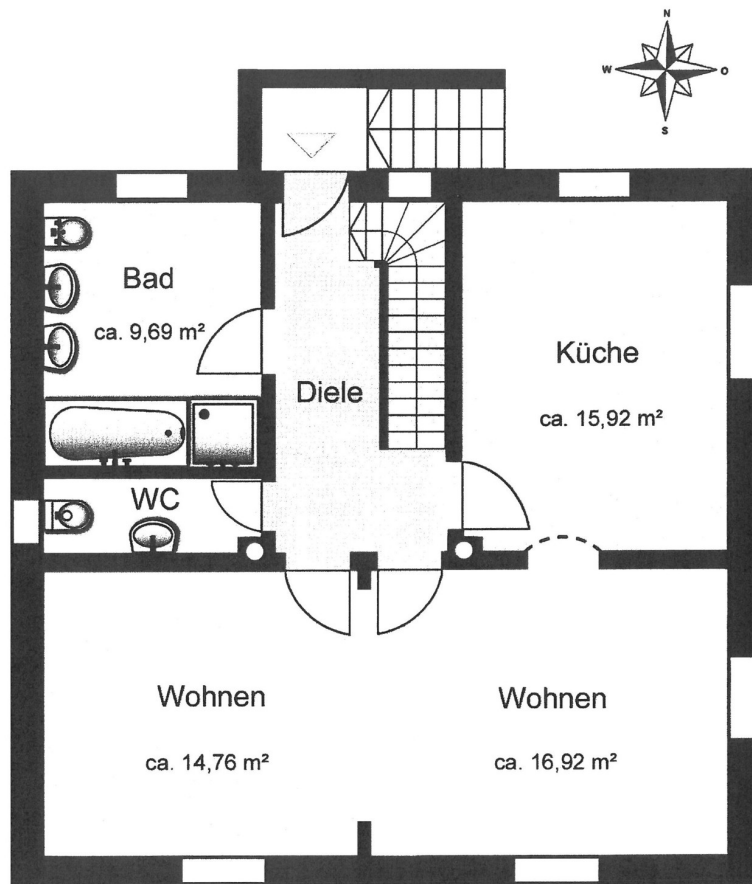 N
W O
S
Bad
ca. 9,69 m²
Diele
Küche
ca. 15,92 m²
WC
Wohnen
ca. 14,76 m²
Wohnen
ca. 16,92 m²